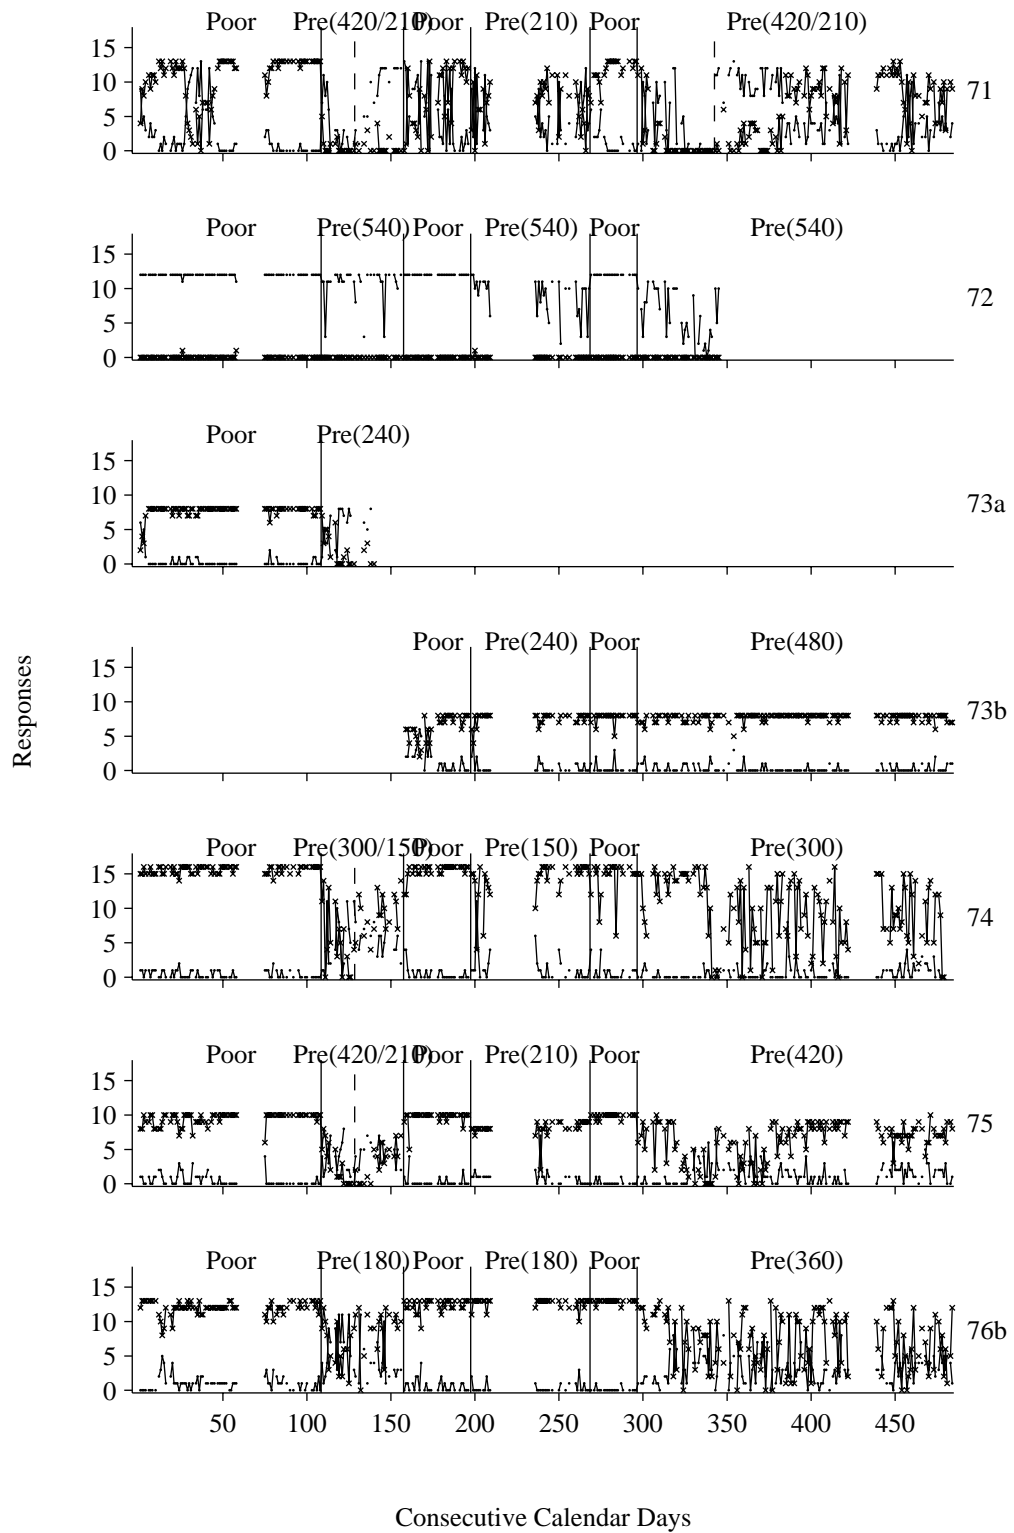 Poor Pre(420/210) Poor Pre(210) Poor Pre(420/210)
15
10
5
0
71
Poor Pre(540) Poor Pre(540) Poor Pre(540)
15
10
5
0
72
Poor Pre(240)
15
10
5
0
73a
Poor Pre(240) Poor Pre(480)
15
10
5
0
73b
Responses
Poor Pre(300/150) Poor Pre(150) Poor Pre(300)
15
10
5
0
74
Poor Pre(420/210) Poor Pre(210) Poor Pre(420)
15
10
5
0
75
Poor Pre(180) Poor Pre(180) Poor Pre(360)
15
10
5
0
76b
50 100 150 200 250 300 350 400 450
Consecutive Calendar Days